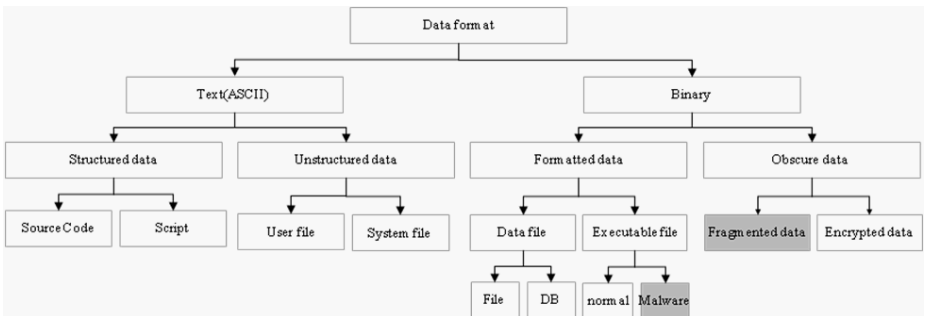 Data format
Text(ASCII)
Binary
Structured data
Unstructured data
Formatted data
Obscure data
Source Code
Script
User file
System file
Data file
Executable file
Fragmented data
Encrypted data
File
DB
normal
Malware